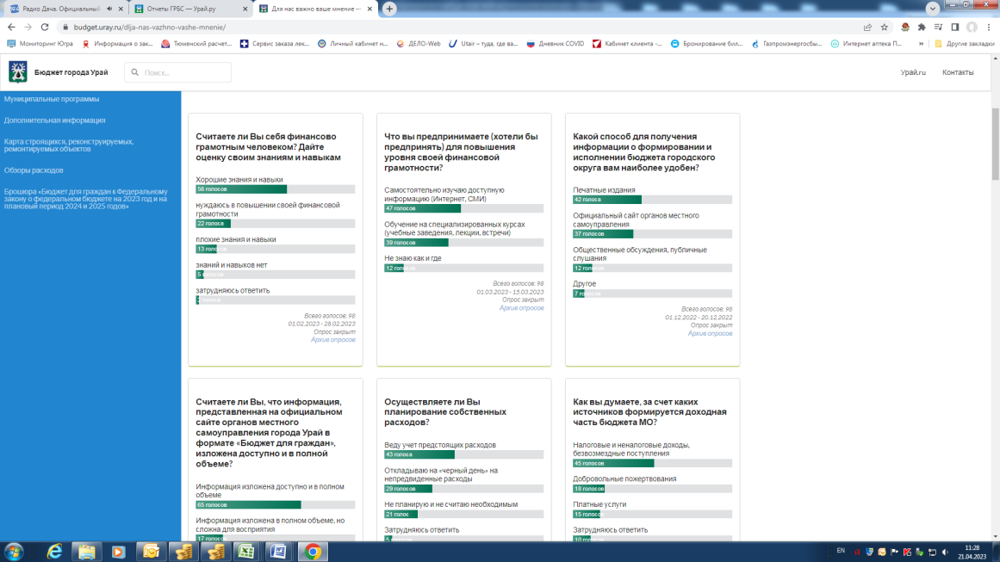 Радио Дача. Официальный
Отчеты ГРБС — Урай.ру
Для нас важно ваше мнение —
budget.uray.ru/dlja-nas-vazhno-vashe-mnenie/
Мониторинг Югра
Информация о зак...
Тюменский расчет...
Сервис заказа лек...
Личный кабинет н...
ДЕЛО-Web
Utair – туда, где ва...
Дневник COVID
Кабинет клиента -...
Бронирование бил...
Газпромэнергосбы...
Интернет аптека П...
»
Другие закладки
Бюджет города Урай
Поиск...
Урай.ru
Контакты
Муниципальные программы
Дополнительная информация
Карта строящихся, реконструируемых,
ремонтируемых объектов
Обзоры расходов
Брошюра «Бюджет для граждан к Федеральному
закону о федеральном бюджете на 2023 год и на
плановый период 2024 и 2025 годов»
Считаете ли Вы себя финансово
грамотным человеком? Дайте
оценку своим знаниям и навыкам
Хорошие знания и навыки
56 голосов
нуждаюсь в повышении своей финансовой
грамотности
22 голоса
плохие знания и навыки
13 голосов
знаний и навыков нет
5 голосов
затрудняюсь ответить
голоса
Всего голосов: 98
01.02.2023 - 28.02.2023
Опрос закрыт
Архив опросов
Что вы предпринимаете (хотели бы
предпринять) для повышения
уровня своей финансовой
грамотности?
Самостоятельно изучаю доступную
информацию (Интернет, СМИ)
47 голосов
Обучение на специализированных курсах
(учебные заведения, лекции, встречи)
39 голосов
Не знаю как и где
12 голосов
Всего голосов: 98
01.03.2023 - 15.03.2023
Опрос закрыт
Архив опросов
Какой способ для получения
информации о формировании и
исполнении бюджета городского
округа вам наиболее удобен?
Печатные издания
42 голоса
Официальный сайт органов местного
самоуправления
37 голосов
Общественные обсуждения, публичные
слушания
12 голосов
Другое
7 голосов
Всего голосов: 98
01.12.2022 - 20.12.2022
Опрос закрыт
Архив опросов
Считаете ли Вы, что информация,
представленная на официальном
сайте органов местного
самоуправления города Урай в
формате «Бюджет для граждан»,
изложена доступно и в полной
объеме?
Информация изложена доступно и в полном
объеме
65 голосов
Информация изложена в полном объеме, но
сложна для восприятия
17 голосов
Осуществляете ли Вы
планирование собственных
расходов?
Веду учет предстоящих расходов
43 голоса
Откладываю на «черный день» на
непредвиденные расходы
29 голосов
Не планирую и не считаю необходимым
21 голос
Затрудняюсь ответить
5
Как вы думаете, за счет каких
источников формируется доходная
часть бюджета МО?
Налоговые и неналоговые доходы,
безвозмездные поступления
45 голосов
Добровольные пожертвования
18 голосов
Платные услуги
15 голосов
Затрудняюсь ответить
10 голосов
EN
11:28
21.04.2023